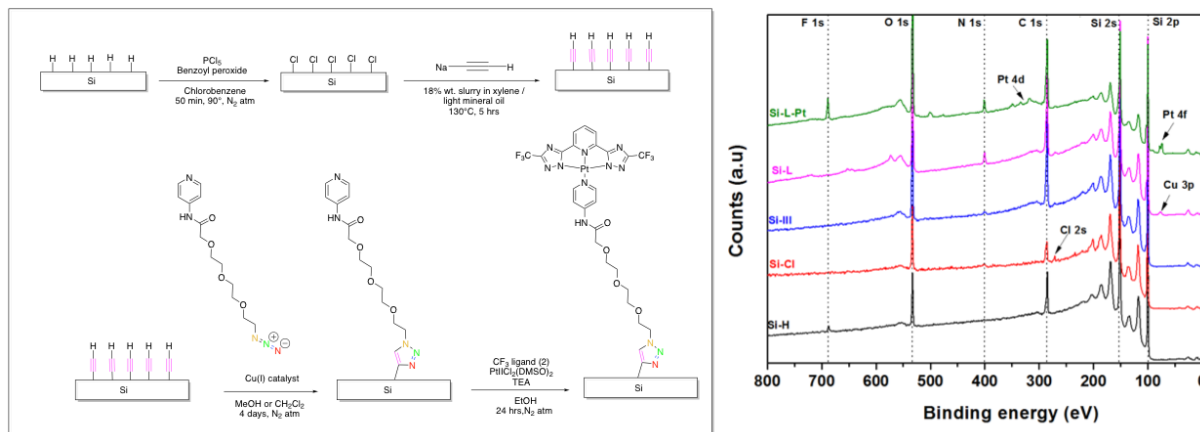 H H H H H
Si
PCl5
Benzoyl peroxide
Chlorobenzene
50 min, 90°, N2 atm
Cl Cl Cl Cl Cl
Si
Na H
18% wt. slurry in xylene /
light mineral oil
130°C, 5 hrs
H H H H H
Si
N
HN O
O
O
O
N N N
⊕ ⊖
H H H H H
Si
Cu(I) catalyst
MeOH or CH2Cl2
4 days, N2 atm
N
HN O
O
O
O
N N
N
Si
CF3 ligand (2)
PtIICl2(DMSO)2
TEA
EtOH
24 hrs,N2 atm
N N
F3C N N N CF3
N N
Pt
N
HN O
O
O
O
N N
N
Si
F 1s O 1s N 1s C 1s Si 2s Si 2p
Pt 4d
Si-L-Pt
Pt 4f
Si-L
Cu 3p
Si-III
Cl 2s
Si-Cl
Si-H
Counts (a.u)
800 700 600 500 400 300 200 100
Binding energy (eV)